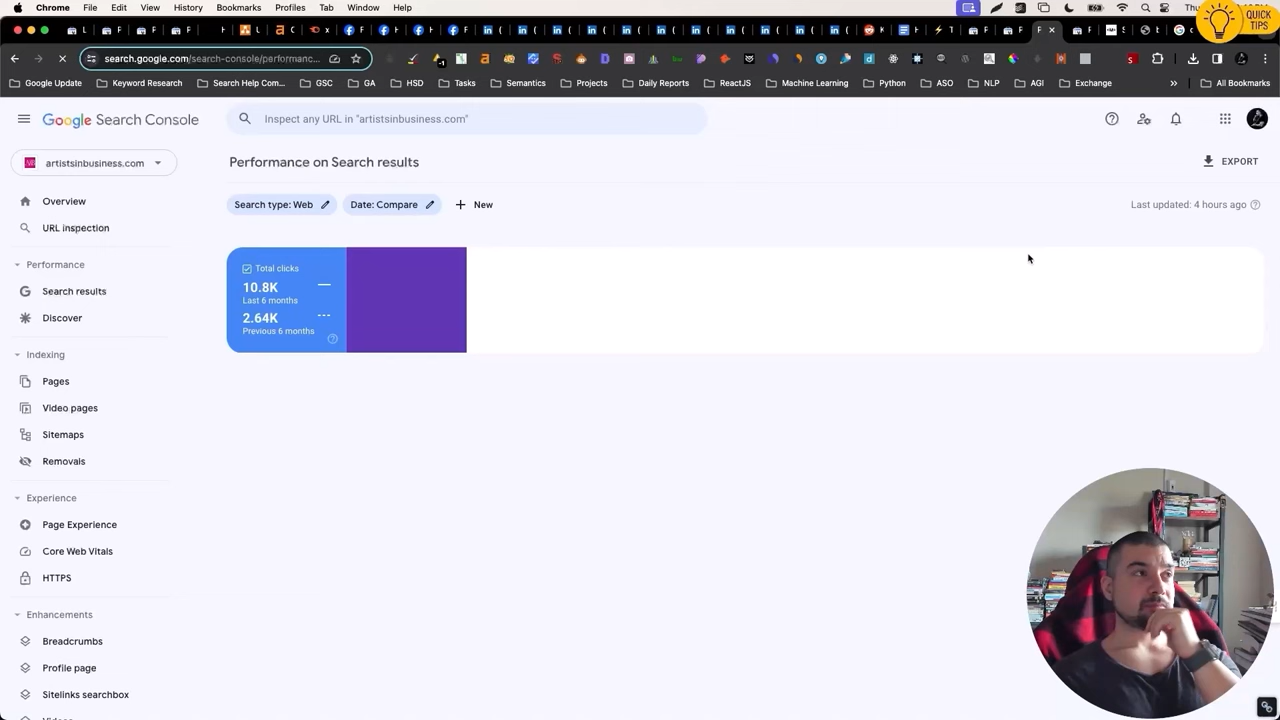 Chrome File Edit View History Bookmarks Profiles Tab Window Help
QUICK
TIPS
search.google.com/search-console/performanc...
Google Update Keyword Research Search Help Com... GSC GA HSD Tasks Semantics Projects Daily Reports ReactJS Machine Learning Python ASO NLP AGI Exchange » All Bookmarks
Google Search Console
Inspect any URL in "artistsinbusiness.com"
artistsinbusiness.com
Performance on Search results
EXPORT
Search type: Web
Date: Compare
New
Last updated: 4 hours ago
Overview
URL inspection
Performance
Search results
Discover
Indexing
Pages
Video pages
Sitemaps
Removals
Experience
Page Experience
Core Web Vitals
HTTPS
Enhancements
Breadcrumbs
Profile page
Sitelinks searchbox
Videos
Total clicks
10.8K
Last 6 months
2.64K
Previous 6 months